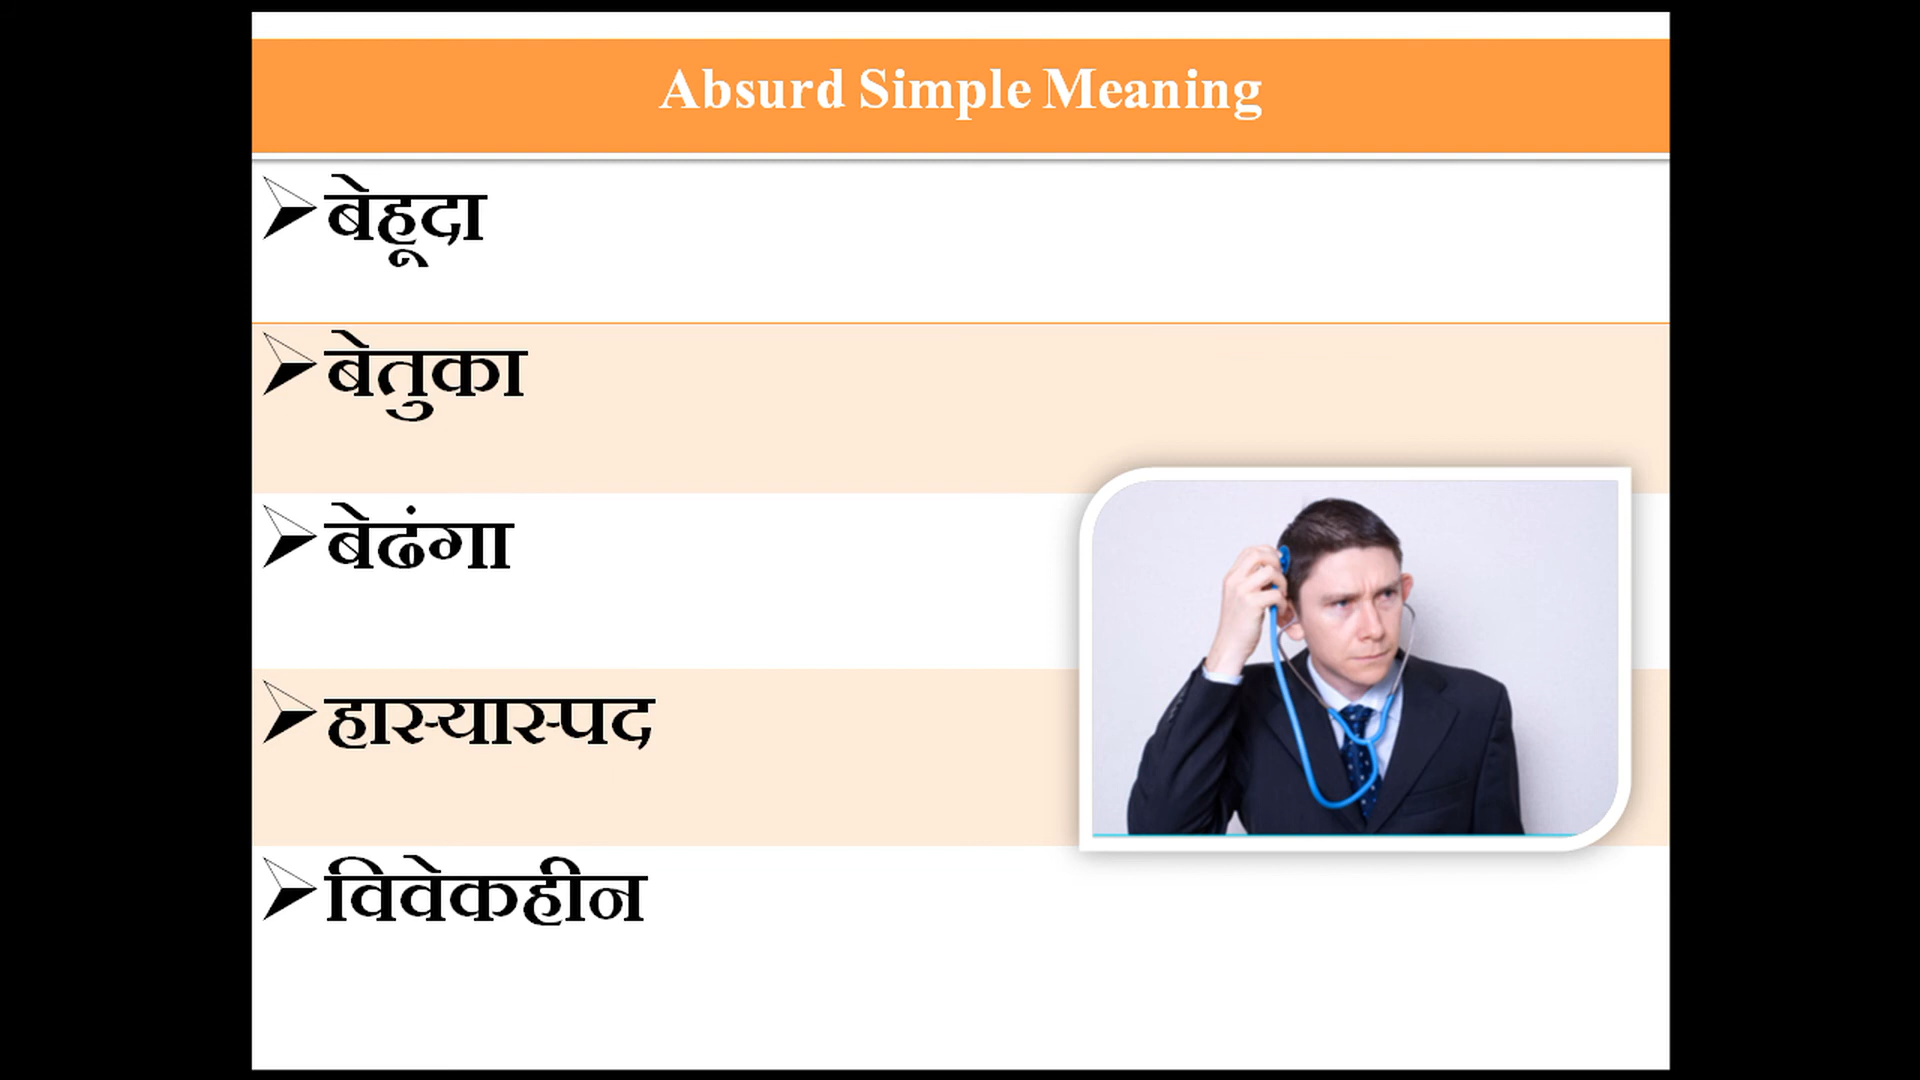 Absurd Simple Meaning
बेहूदा
बेतुका
बेढंगा
हास्यास्पद
विवेकहीन